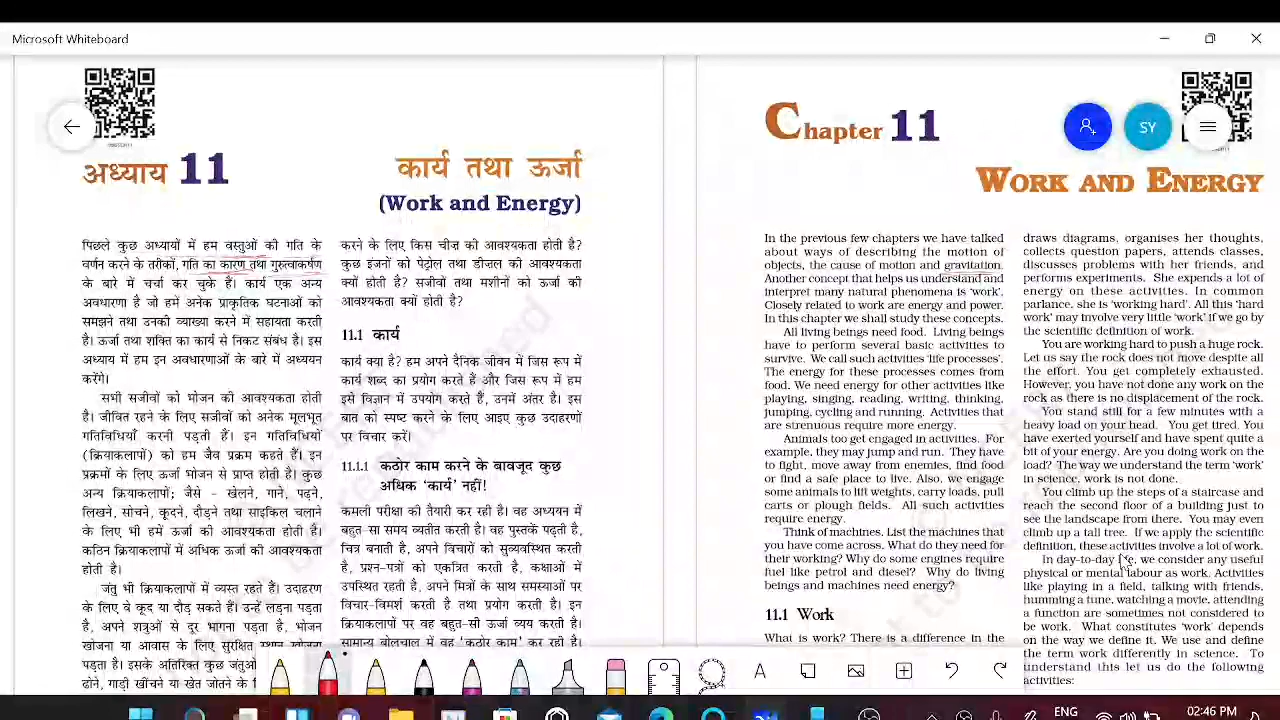 Microsoft Whiteboard
अध्याय 11
कार्य तथा ऊर्जा
(Work and Energy)
पिछले कुछ अध्यायों में हम वस्तुओं की गति के
वर्णन करने के तरीकों, गति का कारण तथा गुरुत्वाकर्षण
के बारे में चर्चा कर चुके हैं। कार्य एक अन्य
अवधारणा है जो हमें अनेक प्राकृतिक घटनाओं को
समझने तथा उनकी व्याख्या करने में सहायता करती
है। ऊर्जा तथा शक्ति का कार्य से निकट संबंध है। इस
अध्याय में हम इन अवधारणाओं के बारे में अध्ययन
करेंगे।
सभी सजीवों को भोजन की आवश्यकता होती
है। जीवित रहने के लिए सजीवों को अनेक मूलभूत
गतिविधियाँ करनी पड़ती हैं। इन गतिविधियों
(क्रियाकलापों) को हम जैव प्रक्रम कहते हैं। इन
प्रक्रमों के लिए ऊर्जा भोजन से प्राप्त होती है। कुछ
अन्य क्रियाकलापों; जैसे - खेलने, गाने, पढ़ने,
लिखने, सोचने, कूदने, दौड़ने तथा साइकिल चलाने
के लिए भी हमें ऊर्जा की आवश्यकता होती है।
कठिन क्रियाकलापों में अधिक ऊर्जा की आवश्यकता
होती है।
जंतु भी क्रियाकलापों में व्यस्त रहते हैं। उदाहरण
के लिए वे कूद या दौड़ सकते हैं। उन्हें लड़ना पड़ता
है, अपने शत्रुओं से दूर भागना पड़ता है, भोजन
खोजना या आवास के लिए सुरक्षित स्थान खोजना
पड़ता है। इसके अतिरिक्त कुछ जंतुओं
ढोने, गाड़ी खींचने या खेत जोतने के
करने के लिए किस चीज़ की आवश्यकता होती है?
कुछ इंजनों को पेट्रोल तथा डीज़ल की आवश्यकता
क्यों होती है? सजीवों तथा मशीनों को ऊर्जा की
आवश्यकता क्यों होती है?
11.1 कार्य
कार्य क्या है? हम अपने दैनिक जीवन में जिस रूप में
कार्य शब्द का प्रयोग करते हैं और जिस रूप में हम
इसे विज्ञान में उपयोग करते हैं, उनमें अंतर है। इस
बात को स्पष्ट करने के लिए आइए कुछ उदाहरणों
पर विचार करें।
11.1.1 कठोर काम करने के बावजूद कुछ
अधिक ‘कार्य’ नहीं!
कमली परीक्षा की तैयारी कर रही है। वह अध्ययन में
बहुत-सा समय व्यतीत करती है। वह पुस्तकें पढ़ती है,
चित्र बनाती है, अपने विचारों को सुव्यवस्थित करती
है, प्रश्न-पत्रों को एकत्रित करती है, कक्षाओं में
उपस्थित रहती है, अपने मित्रों के साथ समस्याओं पर
विचार-विमर्श करती है तथा प्रयोग करती है। इन
क्रियाकलापों पर वह बहुत-सी ऊर्जा व्यय करती है।
सामान्य बोलचाल में वह ‘कठोर काम’ कर रही है।
Chapter 11
SY
WORK AND ENERGY
In the previous few chapters we have talked
about ways of describing the motion of
objects, the cause of motion and gravitation.
Another concept that helps us understand and
interpret many natural phenomena is ‘work’.
Closely related to work are energy and power.
In this chapter we shall study these concepts.
All living beings need food. Living beings
have to perform several basic activities to
survive. We call such activities ‘life processes’.
The energy for these processes comes from
food. We need energy for other activities like
playing, singing, reading, writing, thinking,
jumping, cycling and running. Activities that
are strenuous require more energy.
Animals too get engaged in activities. For
example, they may jump and run. They have
to fight, move away from enemies, find food
or find a safe place to live. Also, we engage
some animals to lift weights, carry loads, pull
carts or plough fields. All such activities
require energy.
Think of machines. List the machines that
you have come across. What do they need for
their working? Why do some engines require
fuel like petrol and diesel? Why do living
beings and machines need energy?
11.1 Work
What is work? There is a difference in the
draws diagrams, organises her thoughts,
collects question papers, attends classes,
discusses problems with her friends, and
performs experiments. She expends a lot of
energy on these activities. In common
parlance, she is ‘working hard’. All this ‘hard
work’ may involve very little ‘work’ if we go by
the scientific definition of work.
You are working hard to push a huge rock.
Let us say the rock does not move despite all
the effort. You get completely exhausted.
However, you have not done any work on the
rock as there is no displacement of the rock.
You stand still for a few minutes with a
heavy load on your head. You get tired. You
have exerted yourself and have spent quite a
bit of your energy. Are you doing work on the
load? The way we understand the term ‘work’
in science, work is not done.
You climb up the steps of a staircase and
reach the second floor of a building just to
see the landscape from there. You may even
climb up a tall tree. If we apply the scientific
definition, these activities involve a lot of work.
In day-to-day life, we consider any useful
physical or mental labour as work. Activities
like playing in a field, talking with friends,
humming a tune, watching a movie, attending
a function are sometimes not considered to
be work. What constitutes ‘work’ depends
on the way we define it. We use and define
the term work differently in science. To
understand this let us do the following
activities:
A
ENG
02:46 PM